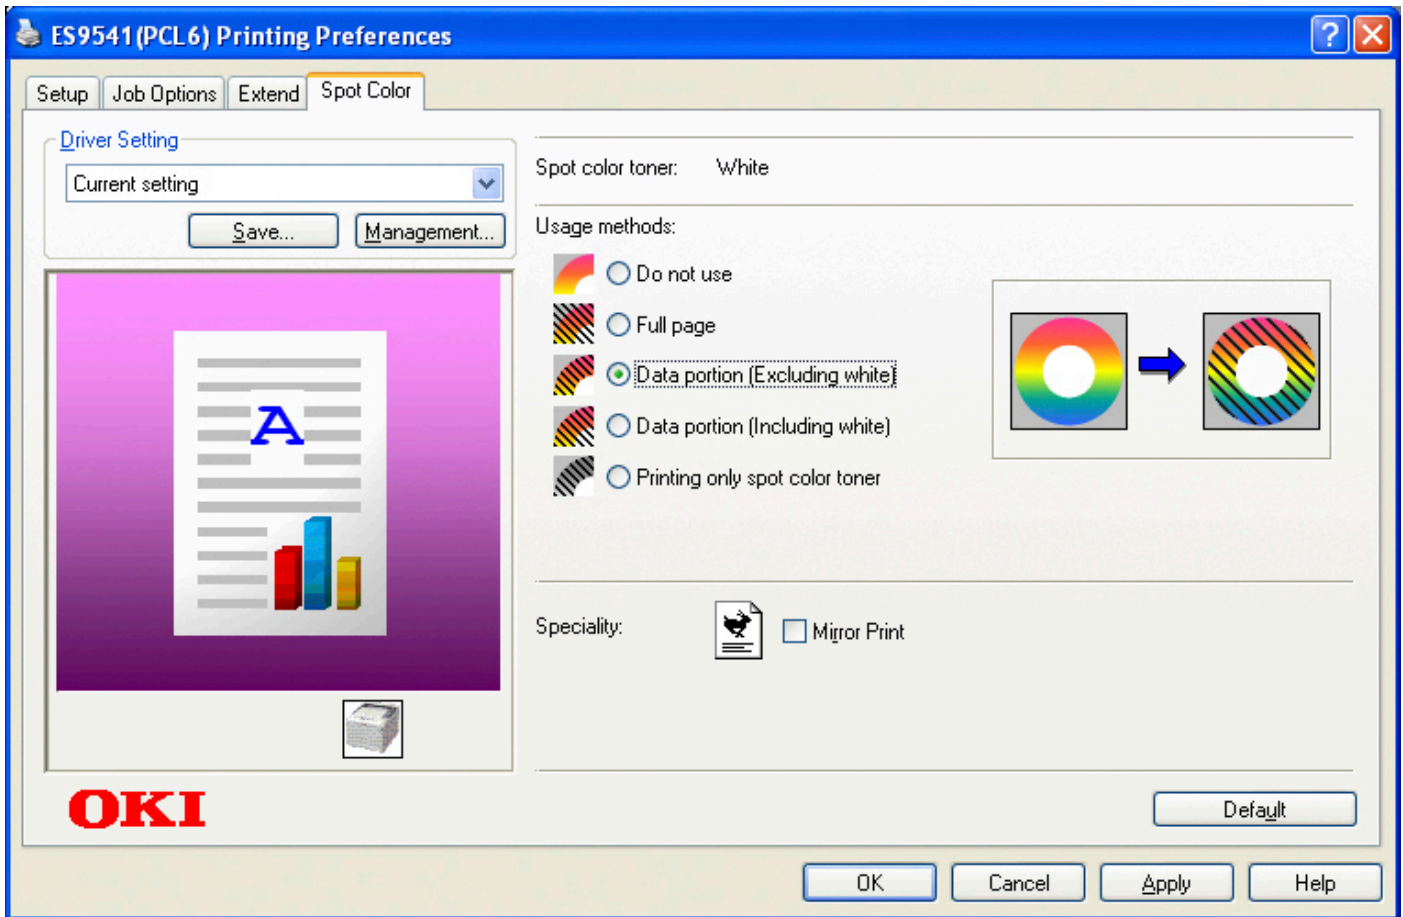 ES9541(PCL6) Printing Preferences
Setup Job Options Extend Spot Color
Driver Setting
Current setting
Save... Management...
A
OKI
Spot color toner: White
Usage methods:
Do not use
Full page
Data portion (Excluding white)
Data portion (Including white)
Printing only spot color toner
Speciality: Mirror Print
Default
OK Cancel Apply Help